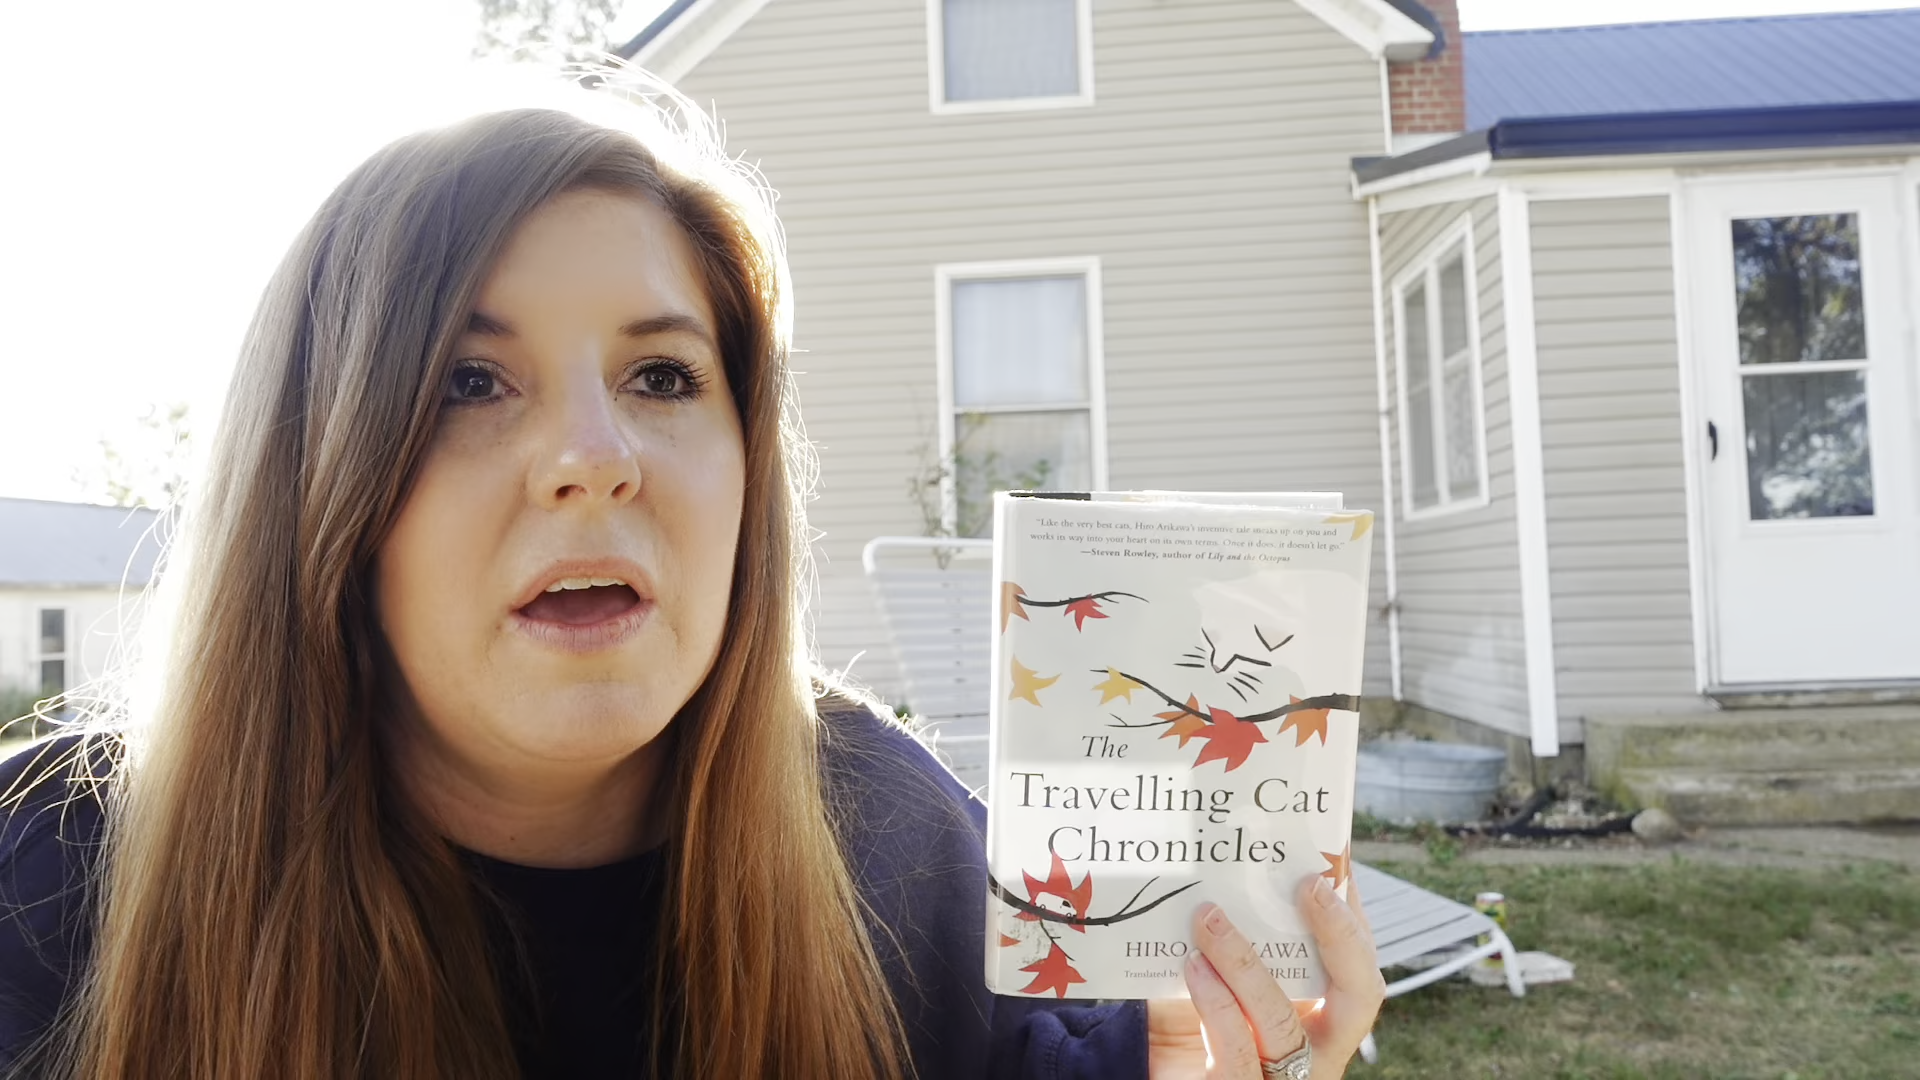 "Like the very best cats, Hiro Arikawa's inventive tale sneaks up on you and
works its way into your heart on its own terms. Once it does, it doesn't let go."
—Steven Rowley, author of Lily and the Octopus
The
Travelling Cat
Chronicles
HIRO
Translated by